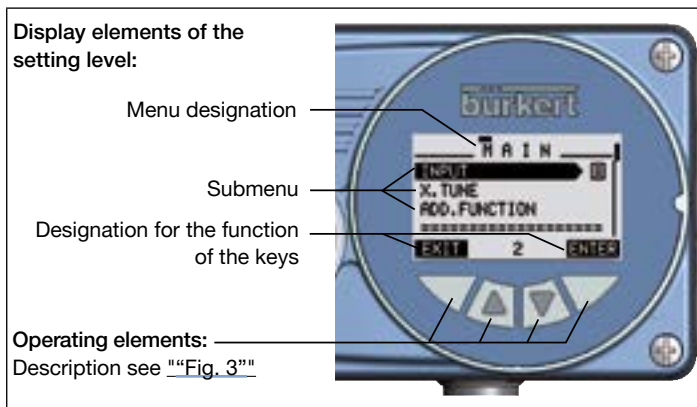 Display elements of the
setting level:
bürkert
Menu designation
MAIN
INPUT
Submenu
X.TUNE
ADD.FUNCTION
Designation for the function
of the keys
EXIT 2 ENTER
Operating elements:
Description see "“Fig. 3”"